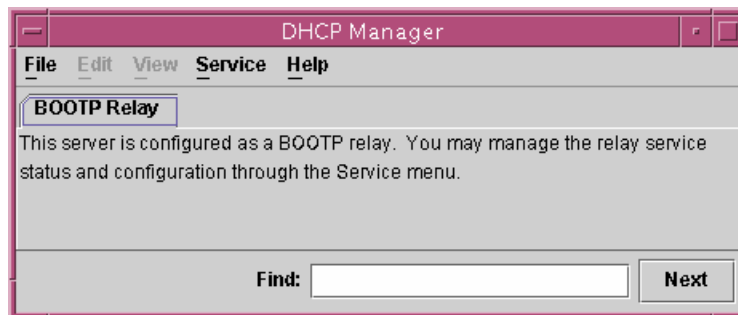 DHCP Manager
File Edit View Service Help
BOOTP Relay
This server is configured as a BOOTP relay. You may manage the relay service
status and configuration through the Service menu.
Find: Next